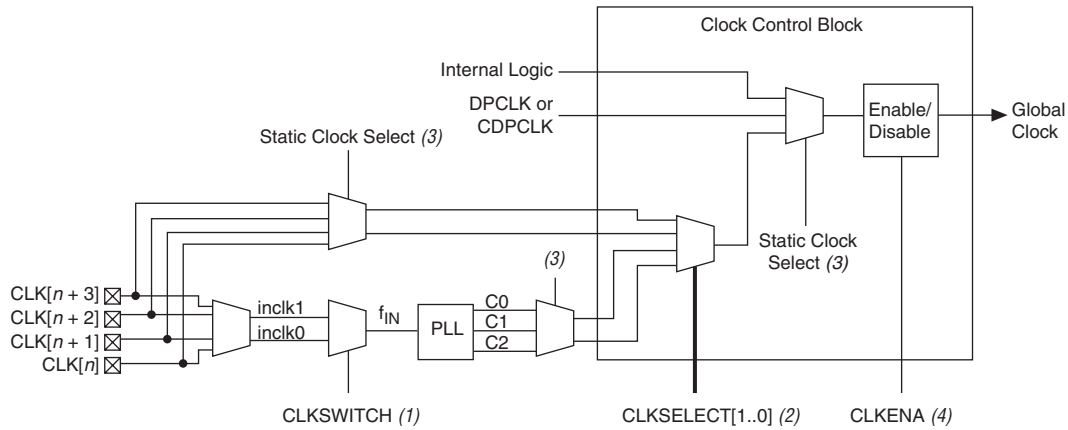 Clock Control Block
Internal Logic
DPCLK or
CDPCLK
Enable/
Disable
Global
Clock
Static Clock Select (3)
Static Clock
Select (3)
(3)
CLK[n + 3]
CLK[n + 2]
CLK[n + 1]
CLK[n]
inclk1
inclk0
fIN
PLL
C0
C1
C2
CLKSWITCH (1)
CLKSELECT[1..0] (2)
CLKENA (4)